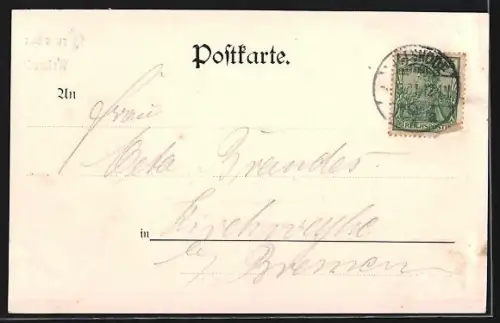 Postkarte.
An
Frau
Meta Brandes
in Kirchweyhe
b/ Bremen